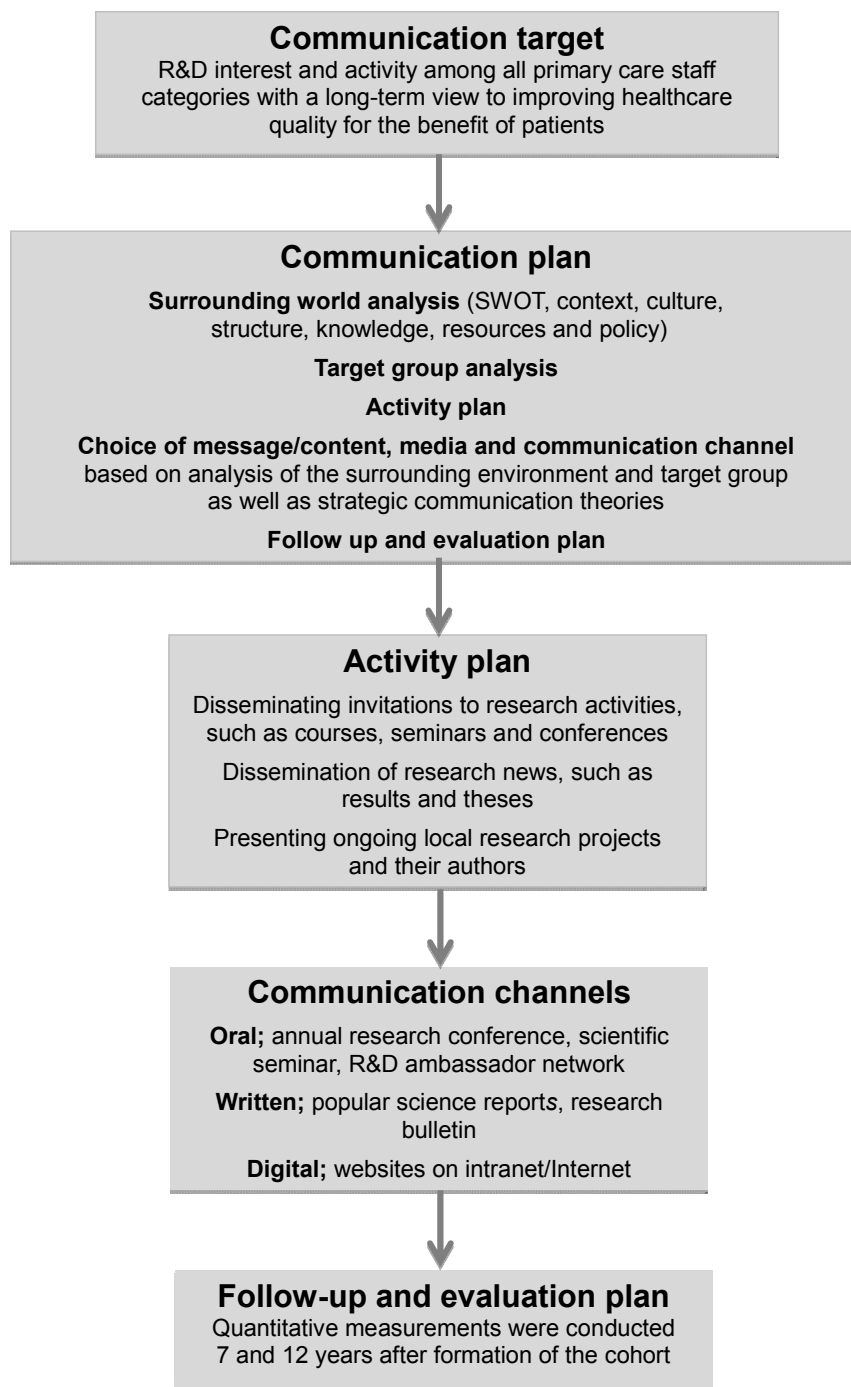 Communication target
R&D interest and activity among all primary care staff
categories with a long-term view to improving healthcare
quality for the benefit of patients
Communication plan
Surrounding world analysis (SWOT, context, culture,
structure, knowledge, resources and policy)
Target group analysis
Activity plan
Choice of message/content, media and communication channel
based on analysis of the surrounding environment and target group
as well as strategic communication theories
Follow up and evaluation plan
Activity plan
Disseminating invitations to research activities,
such as courses, seminars and conferences
Dissemination of research news, such as
results and theses
Presenting ongoing local research projects
and their authors
Communication channels
Oral; annual research conference, scientific
seminar, R&D ambassador network
Written; popular science reports, research
bulletin
Digital; websites on intranet/Internet
Follow-up and evaluation plan
Quantitative measurements were conducted
7 and 12 years after formation of the cohort